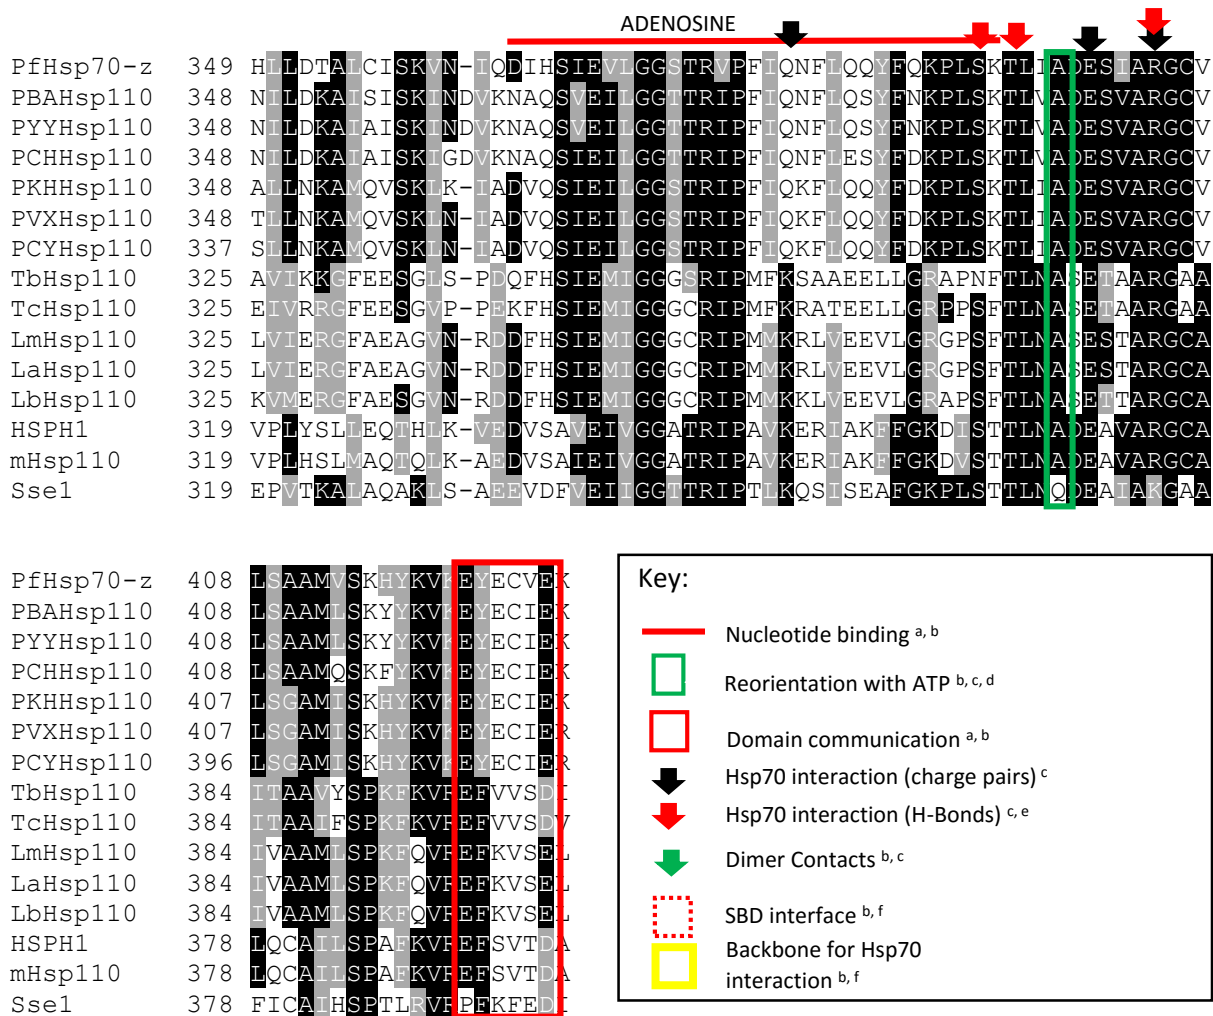 ADENOSINE
PfHsp70-z 349 HLLDTALCISKVN-IQDIHSIEVLGGSTRVPFIQNFLQQYFQKPLSKTLIADESIARGCV
PBAHsp110 348 NILDKAISISKINDVKNAQSVEILGGTTRIPFIQNFLQSYFNKPLSKTLVADESVARGCV
PYYHsp110 348 NILDKAIAISKINDVKNAQSVEILGGTTRIPFIQNFLQSYFNKPLSKTLVADESVARGCV
PCHHsp110 348 NILDKAIAISKIGDVKNAQSIEILGGTTRIPFIQNFLESYFDKPLSKTLVADESVARGCV
PKHHsp110 348 ALLNKAMQVSKLK-IADVQSIEILGGSTRIPFIQKFLQQYFDKPLSKTLIADESVARGCV
PVXHsp110 348 TLLNKAMQVSKLN-IADVQSIEILGGSTRIPFIQKFLQQYFDKPLSKTLIADESVARGCV
PCYHsp110 337 SLLNKAMQVSKLN-IADVQSIEILGGSTRIPFIQKFLQQYFDKPLSKTLIADESVARGCV
TbHsp110 325 AVIKKGFEESGLS-PDQFHSIEMIGGGSRIPMFKSAAEELLGRAPNFTLNASETAARGAA
TcHsp110 325 EIVRRGFEESGVP-PEKFHSIEMIGGGCRIPMFKRATEELLGRPPSFTLNASETAARGAA
LmHsp110 325 LVIERGFAEAGVN-RDDFHSIEMIGGGCRIPMMKRLVEEVLGRGPSFTLNASESTARGCA
LaHsp110 325 LVIERGFAEAGVN-RDDFHSIEMIGGGCRIPMMKRLVEEVLGRGPSFTLNASESTARGCA
LbHsp110 325 KVMERGFAESGVN-RDDFHSIEMIGGGCRIPMMKKLVEEVLGRAPSFTLNASETTARGCA
HSPH1 319 VPLYSLLEQTHLK-VEDVSAVEIVGGATRIPAVKERIAKFFGKDISTTLNADEAVARGCA
mHsp110 319 VPLHSLMAQTQLK-AEDVSAIEIVGGATRIPAVKERIAKFFGKDVSTTLNADEAVARGCA
Sse1 319 EPVTKALAQAKLS-AEEVDFVEIIGGTTRIPTLKQSISEAFGKPLSTTLNQDEAIAKGAA
PfHsp70-z 408 LSAAMVSKHYKVKEYECVEK
PBAHsp110 408 LSAAMLSKYYKVKEYECIEK
PYYHsp110 408 LSAAMLSKYYKVKEYECIEK
PCHHsp110 408 LSAAMQSKFYKVKEYECIEK
PKHHsp110 407 LSGAMISKHYKVKEYECIEK
PVXHsp110 407 LSGAMISKHYKVKEYECIER
PCYHsp110 396 LSGAMISKHYKVKEYECIER
TbHsp110 384 ITAAVYSPKFKVREFVVSDI
TcHsp110 384 ITAAIFSPKFKVREFVVSDV
LmHsp110 384 IVAAMLSPKFQVREFKVSEL
LaHsp110 384 IVAAMLSPKFQVREFKVSEL
LbHsp110 384 IVAAMLSPKFQVREFKVSEL
HSPH1 378 LQCAILSPAFKVREFSVTDA
mHsp110 378 LQCAILSPAFKVREFSVTDA
Sse1 378 FICAIHSPTLRVRPFKFEDI
Key:
Nucleotide binding a, b
Reorientation with ATP b, c, d
Domain communication a, b
Hsp70 interaction (charge pairs) c
Hsp70 interaction (H-Bonds) c, e
Dimer Contacts b, c
SBD interface b, f
Backbone for Hsp70
interaction b, f